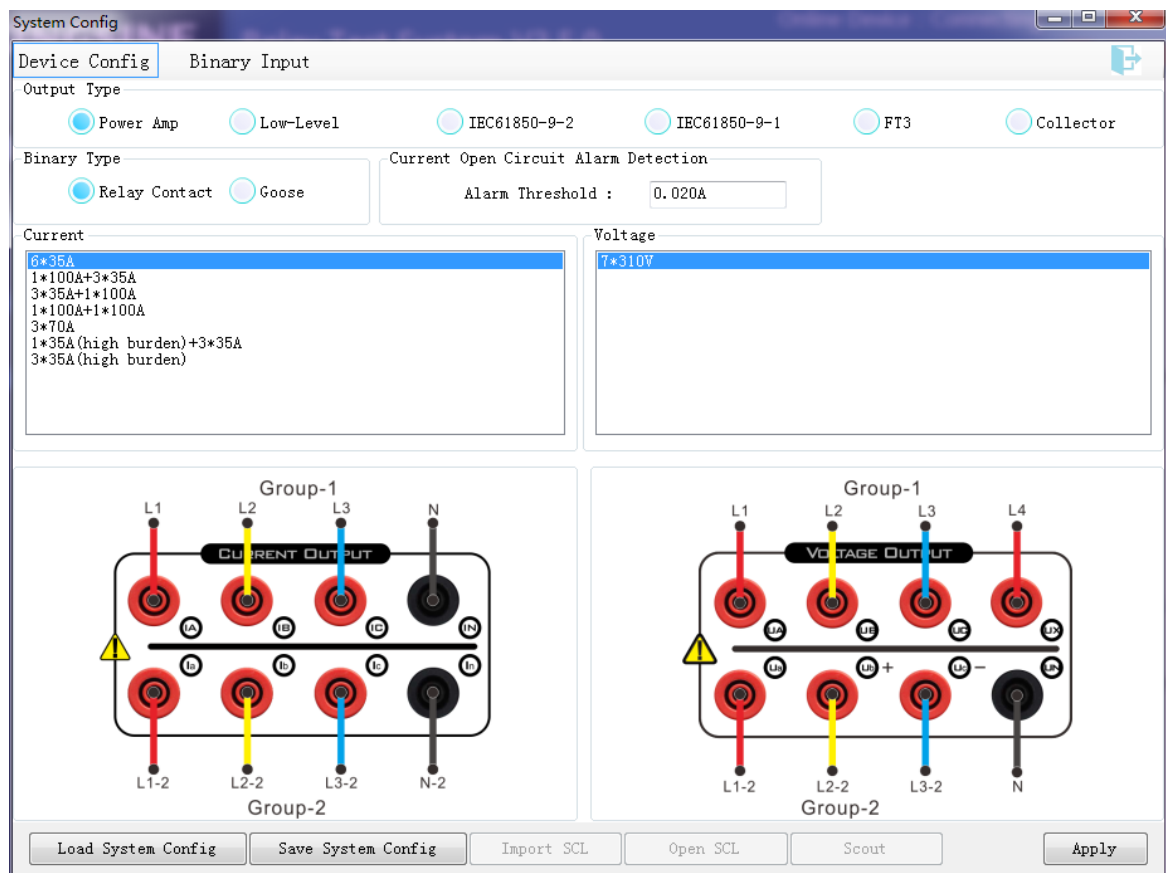 System Config
Device Config Binary Input
Output Type
Power Amp Low-Level IEC61850-9-2 IEC61850-9-1 FT3 Collector
Binary Type Current Open Circuit Alarm Detection
Relay Contact Goose Alarm Threshold : 0.020A
Current Voltage
6*35A 7*310V
1*100A+3*35A
3*35A+1*100A
1*100A+1*100A
3*70A
1*35A(high burden)+3*35A
3*35A(high burden)
Group-1 Group-1
L1 L2 L3 N L1 L2 L3 L4
CURRENT OUTPUT VOLTAGE OUTPUT
IA IB IC IN UA UB UC UX
Ia Ib Ic In Ua Ub + Uc - UN
L1-2 L2-2 L3-2 N-2 L1-2 L2-2 L3-2 N
Group-2 Group-2
Load System Config Save System Config Import SCL Open SCL Scout Apply